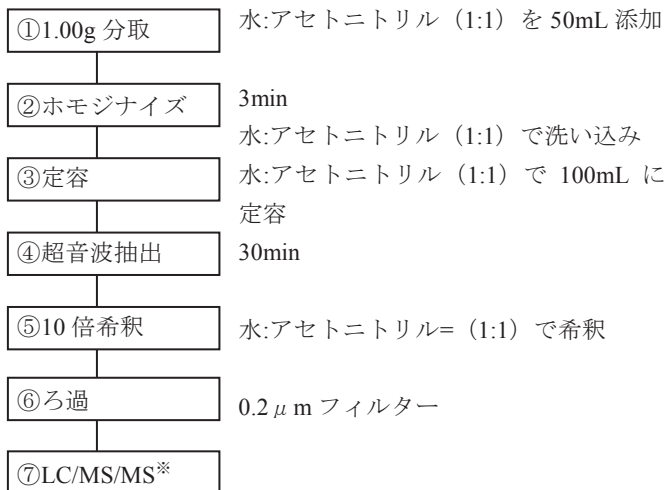 ①1.00g 分取
水:アセトニトリル（1:1）を 50mL 添加
②ホモジナイズ
3min
水:アセトニトリル（1:1）で洗い込み
③定容
水:アセトニトリル（1:1）で 100mL に
定容
④超音波抽出
30min
⑤10 倍希釈
水:アセトニトリル=（1:1）で希釈
⑥ろ過
0.2μm フィルター
⑦LC/MS/MS※